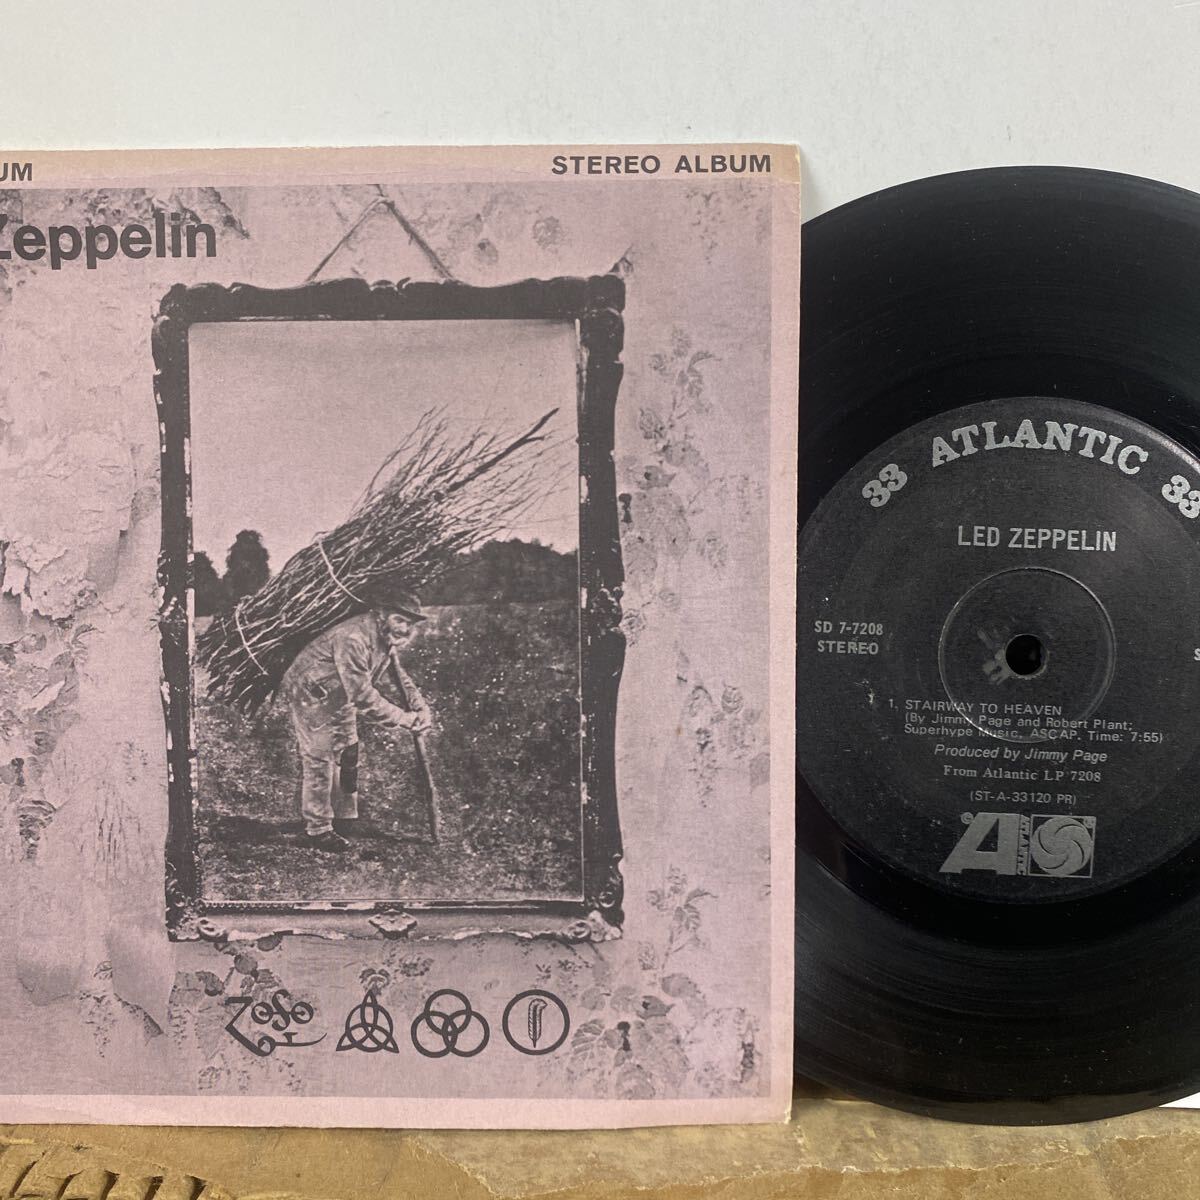 UM
STEREO ALBUM
Zeppelin
ZoSo
33 ATLANTIC 33
LED ZEPPELIN
SD 7-7208
STEREO
S
1. STAIRWAY TO HEAVEN
(By Jimmy Page and Robert Plant;
Superhype Music, ASCAP. Time: 7:55)
Produced by Jimmy Page
From Atlantic LP 7208
(ST-A-33120 PR)
A ATLANTIC